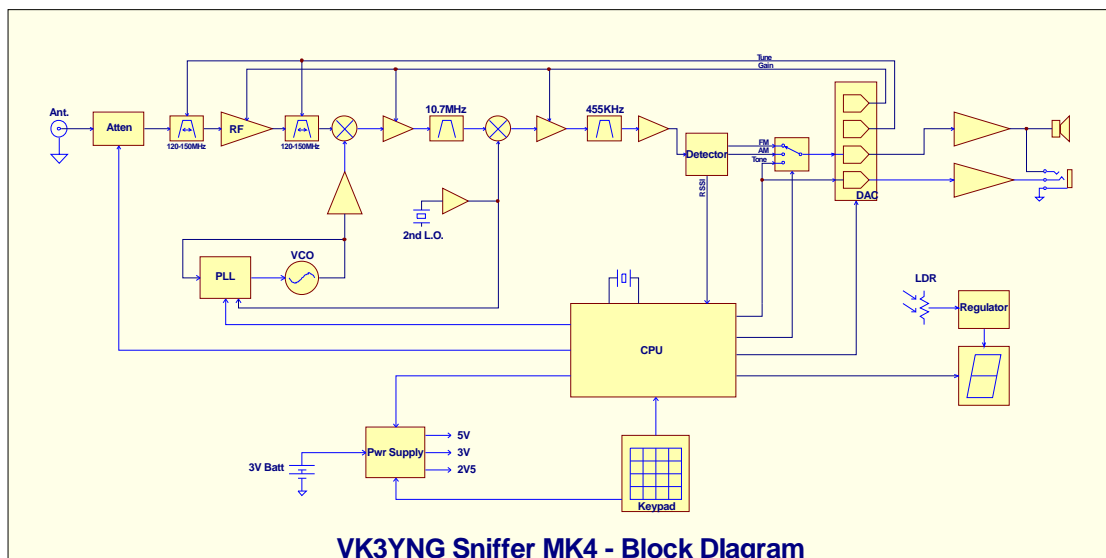 Tune
Gain
Ant.
Atten
120-150MHz
RF
120-150MHz
10.7MHz
455KHz
Detector
FM
AM
Tone
RSSI
DAC
2nd L.O.
PLL
VCO
CPU
LDR
Regulator
3V Batt
Pwr Supply
5V
3V
2V5
Keypad
VK3YNG Sniffer MK4 - Block DIagram